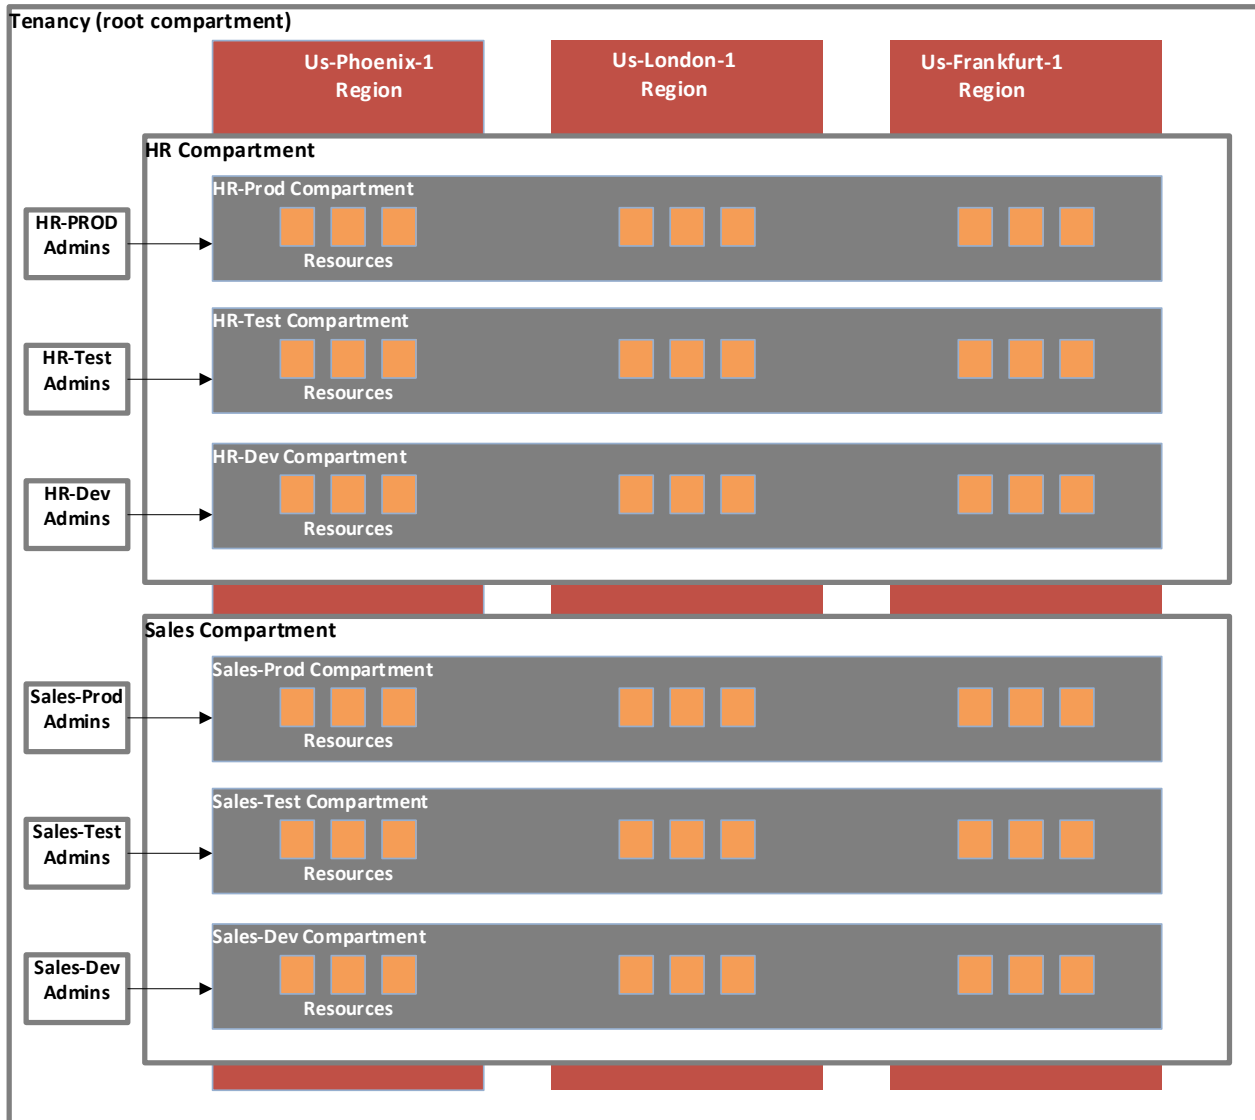 Tenancy (root compartment)
Us-Phoenix-1
Region
Us-London-1
Region
Us-Frankfurt-1
Region
HR Compartment
HR-Prod Compartment
HR-PROD
Admins
Resources
HR-Test Compartment
HR-Test
Admins
Resources
HR-Dev Compartment
HR-Dev
Admins
Resources
Sales Compartment
Sales-Prod Compartment
Sales-Prod
Admins
Resources
Sales-Test Compartment
Sales-Test
Admins
Resources
Sales-Dev Compartment
Sales-Dev
Admins
Resources